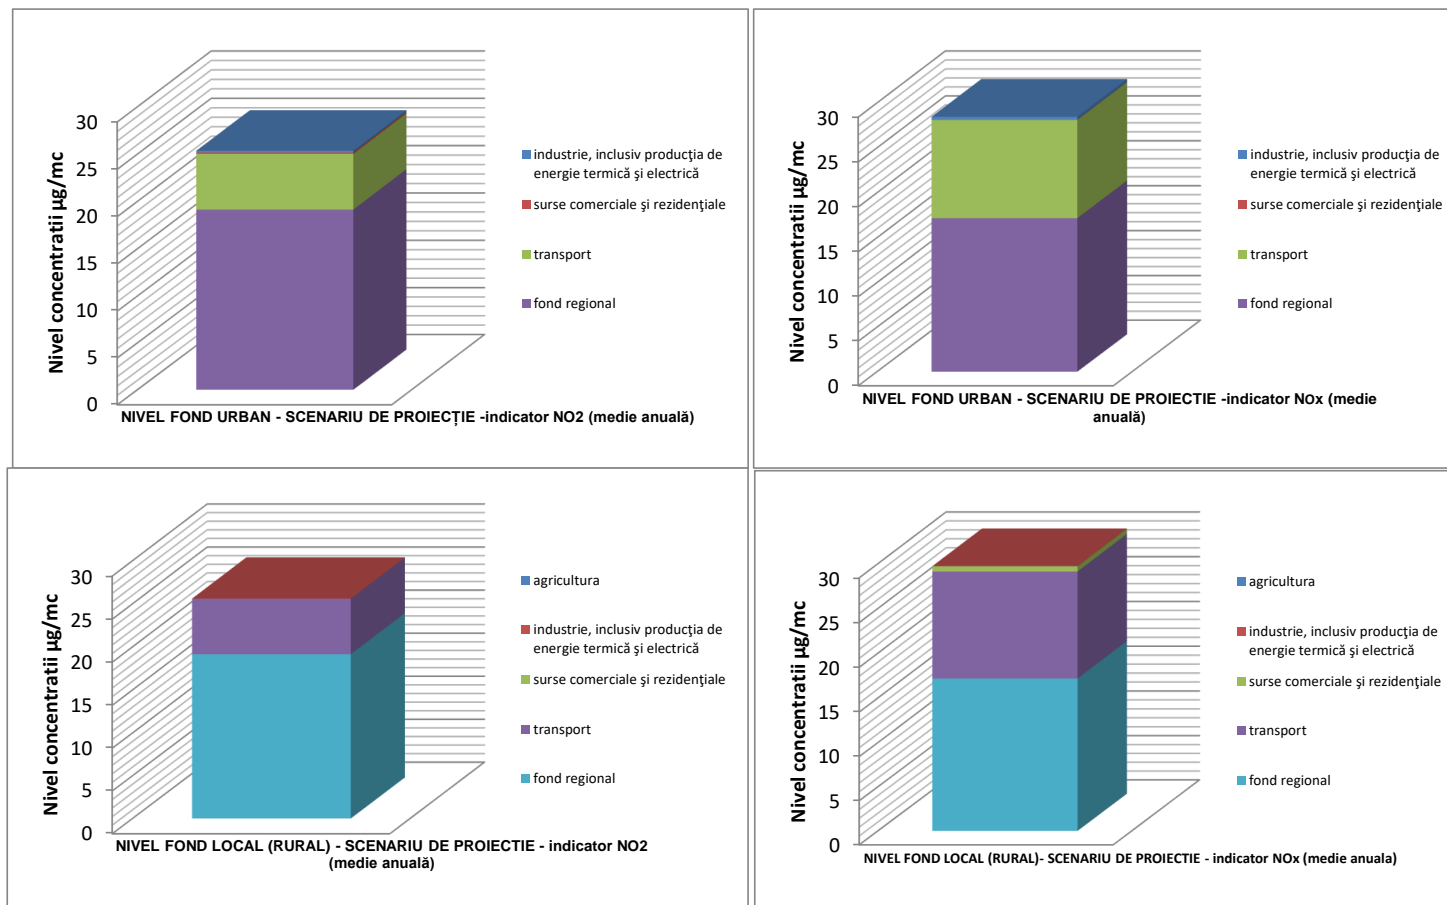 Nivel concentratii µg/mc
30
25
20
15
10
5
0
industrie, inclusiv producţia de
energie termică şi electrică
surse comerciale şi rezidenţiale
transport
fond regional
NIVEL FOND URBAN - SCENARIU DE PROIECȚIE -indicator NO2 (medie anuală)
Nivel concentratii µg/mc
30
25
20
15
10
5
0
industrie, inclusiv producţia de
energie termică şi electrică
surse comerciale şi rezidenţiale
transport
fond regional
NIVEL FOND URBAN - SCENARIU DE PROIECTIE -indicator NOx (medie
anuală)
Nivel concentratii µg/mc
30
25
20
15
10
5
0
agricultura
industrie, inclusiv producţia de
energie termică şi electrică
surse comerciale şi rezidenţiale
transport
fond regional
NIVEL FOND LOCAL (RURAL) - SCENARIU DE PROIECTIE - indicator NO2
(medie anuală)
Nivel concentratii µg/mc
30
25
20
15
10
5
0
agricultura
industrie, inclusiv producţia de
energie termică şi electrică
surse comerciale şi rezidenţiale
transport
fond regional
NIVEL FOND LOCAL (RURAL)- SCENARIU DE PROIECTIE - indicator NOx (medie anuala)